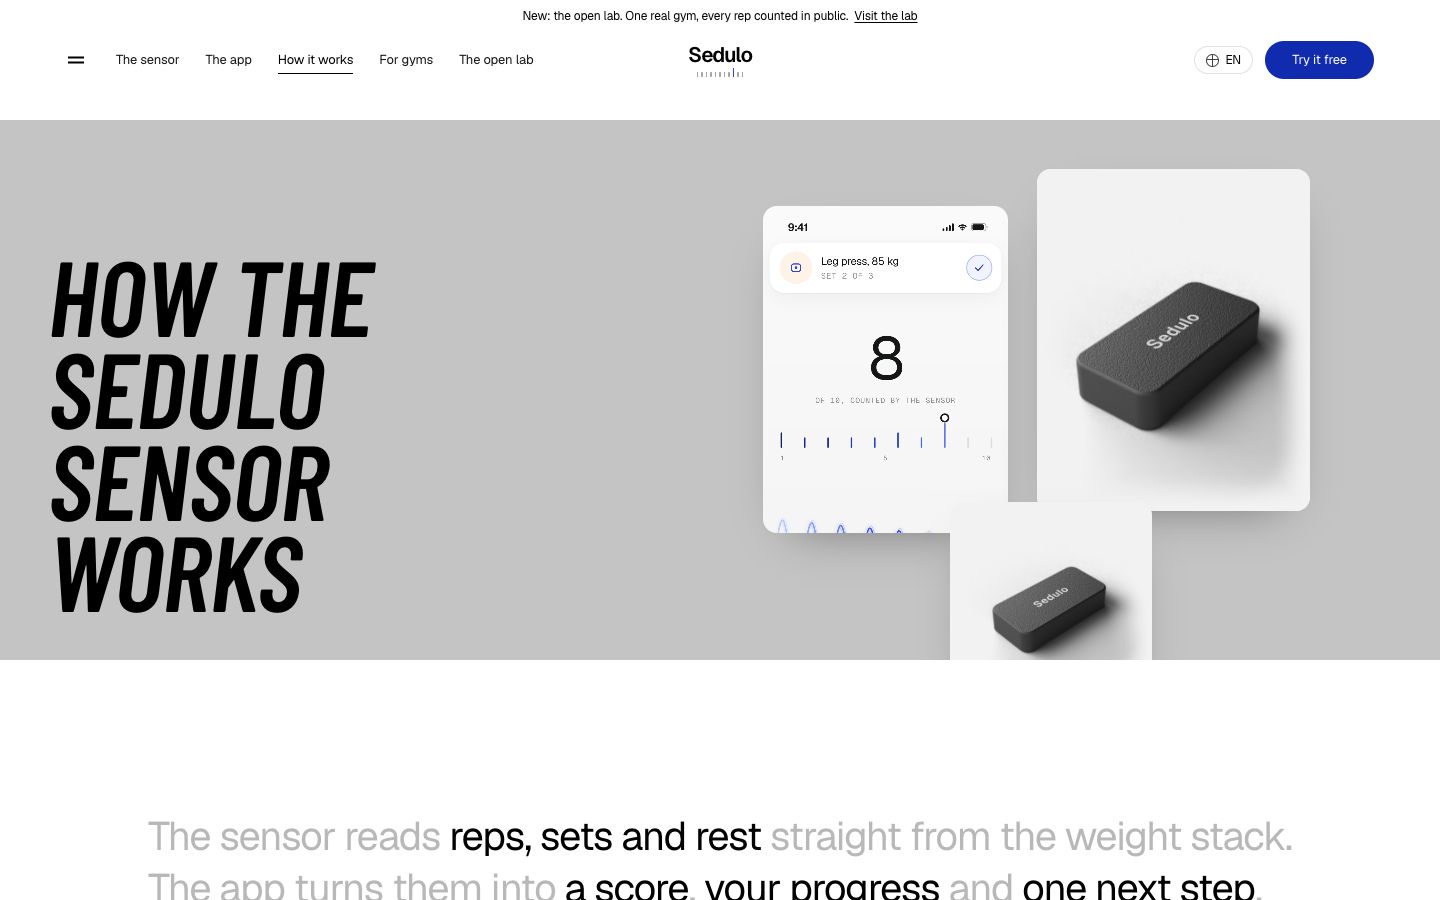 New: the open lab. One real gym, every rep counted in public. Visit the lab
The sensor
The app
How it works
For gyms
The open lab
Sedulo
EN
Try it free
HOW THE
SEDULO
SENSOR
WORKS
9:41
Leg press, 85 kg
SET 2 OF 3
8
OF 10, COUNTED BY THE SENSOR
1 5 10
Sedulo
Sedulo
The sensor reads reps, sets and rest straight from the weight stack.
The app turns them into a score, your progress and one next step.